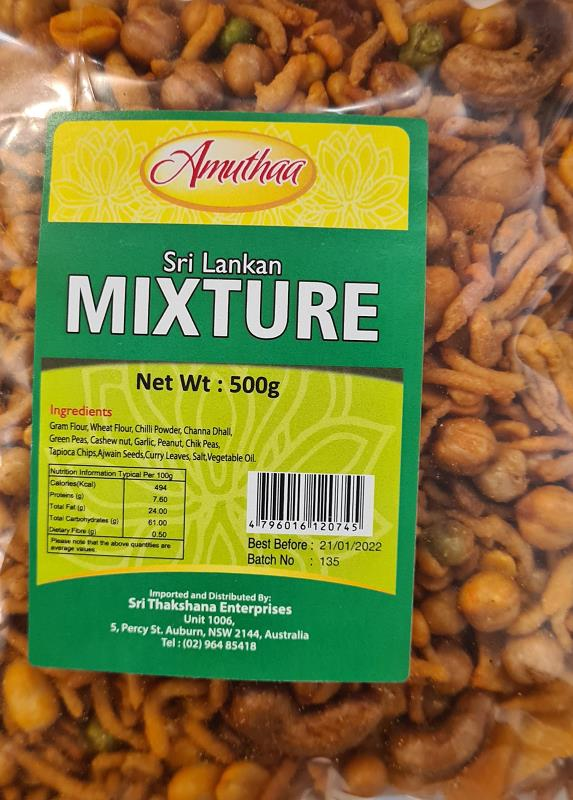 Amuthaa
Sri Lankan
MIXTURE
Net Wt : 500g
Ingredients
Gram Flour, Wheat Flour, Chilli Powder, Channa Dhall,
Green Peas, Cashew nut, Garlic, Peanut, Chik Peas,
Tapioca Chips,Ajwain Seeds,Curry Leaves, Salt,Vegetable Oil.
Nutrition Information Typical Per 100g
Calories(Kcal) 494
Proteins (g) 7.60
Total Fat (g) 24.00
Total Carbohydrates (g) 61.00
Dietary Fibre (g) 0.50
Please note that the above quantities are
average values.
4 796016 120745
Best Before : 21/01/2022
Batch No : 135
Imported and Distributed By:
Sri Thakshana Enterprises
Unit 1006,
5, Percy St. Auburn, NSW 2144, Australia
Tel : (02) 964 85418